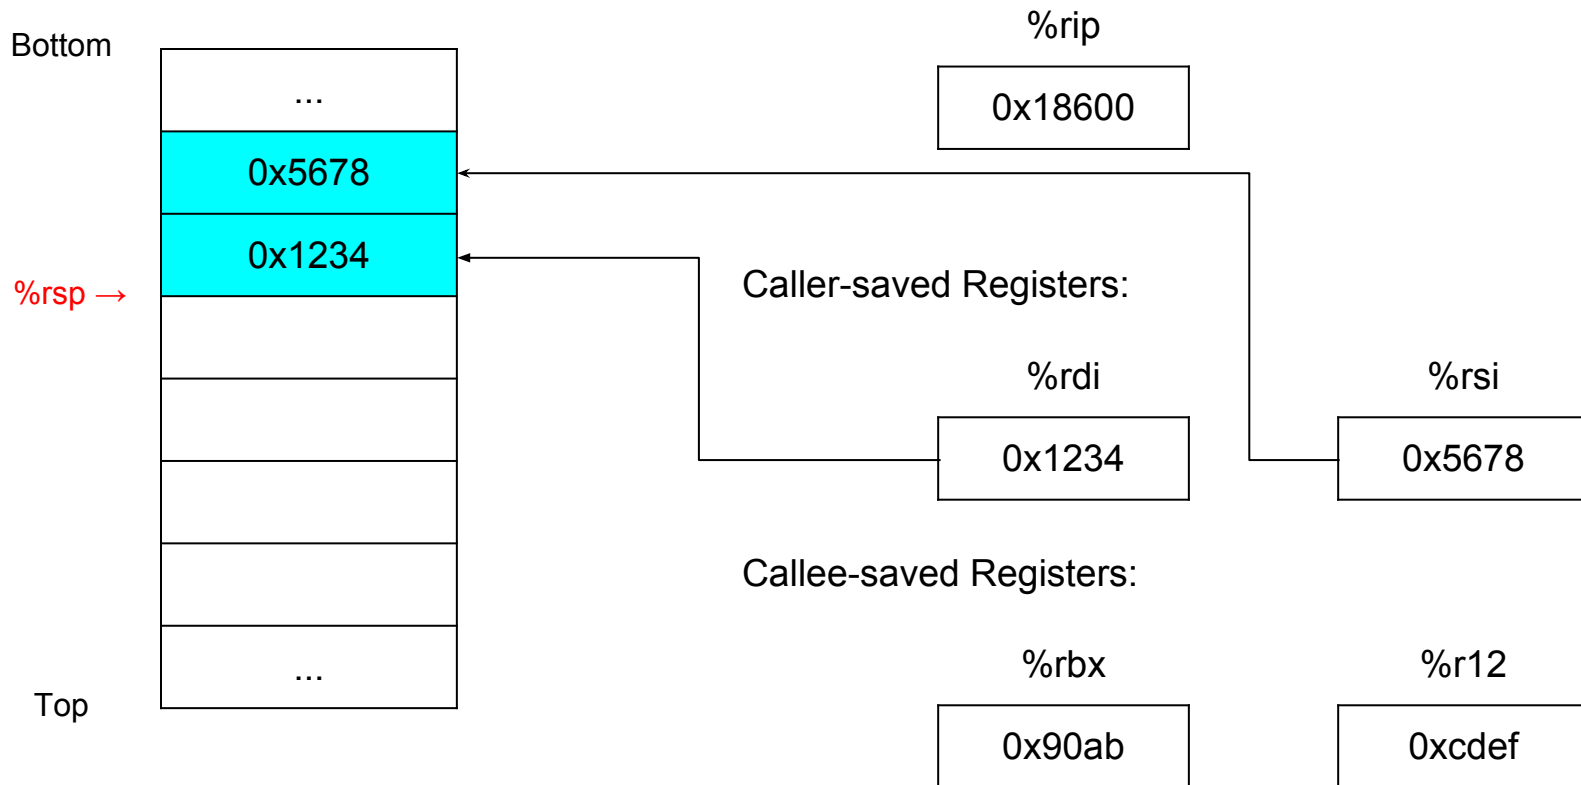 Bottom
...
0x5678
0x1234
%rsp →
...
Top
%rip
0x18600
Caller-saved Registers:
%rdi
0x1234
%rsi
0x5678
Callee-saved Registers:
%rbx
0x90ab
%r12
0xcdef